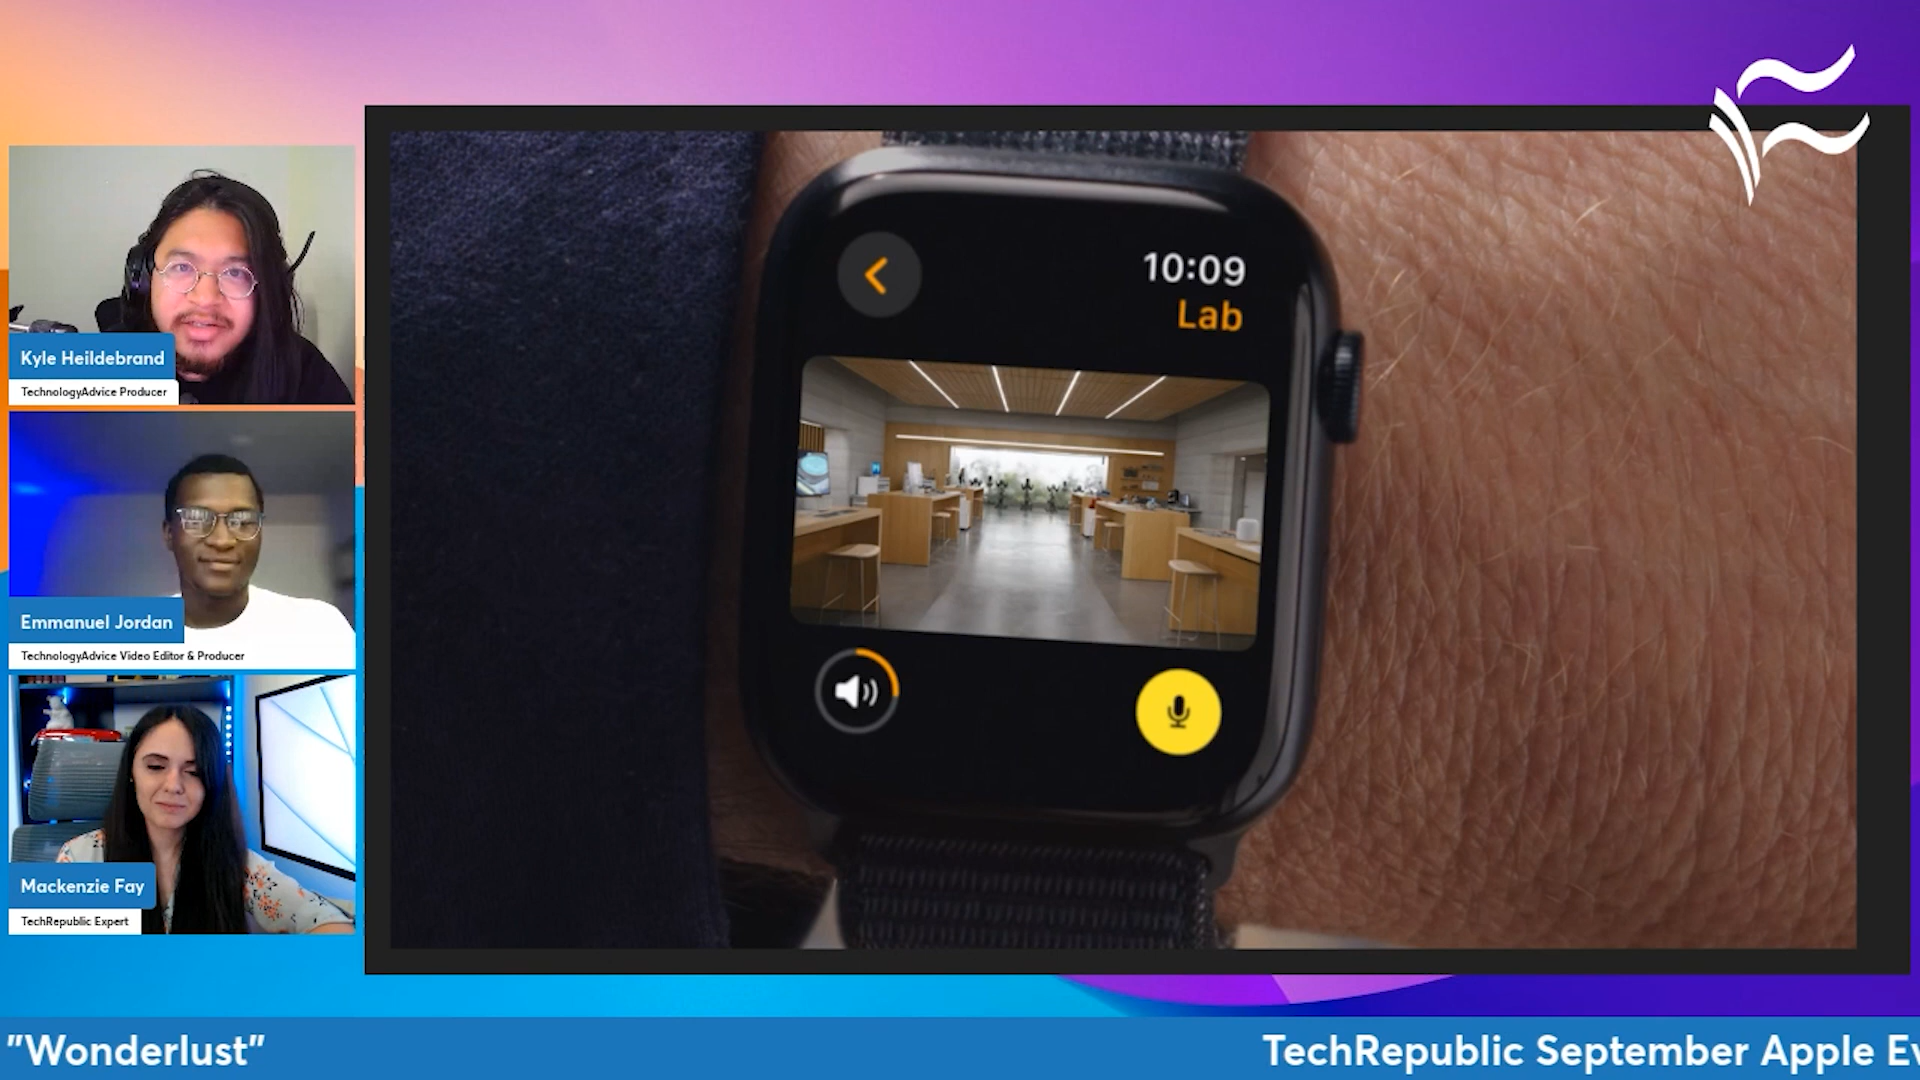 Kyle Heildebrand
TechnologyAdvice Producer
Emmanuel Jordan
TechnologyAdvice Video Editor & Producer
Mackenzie Fay
TechRepublic Expert
10:09
Lab
"Wonderlust"
TechRepublic September Apple Ev